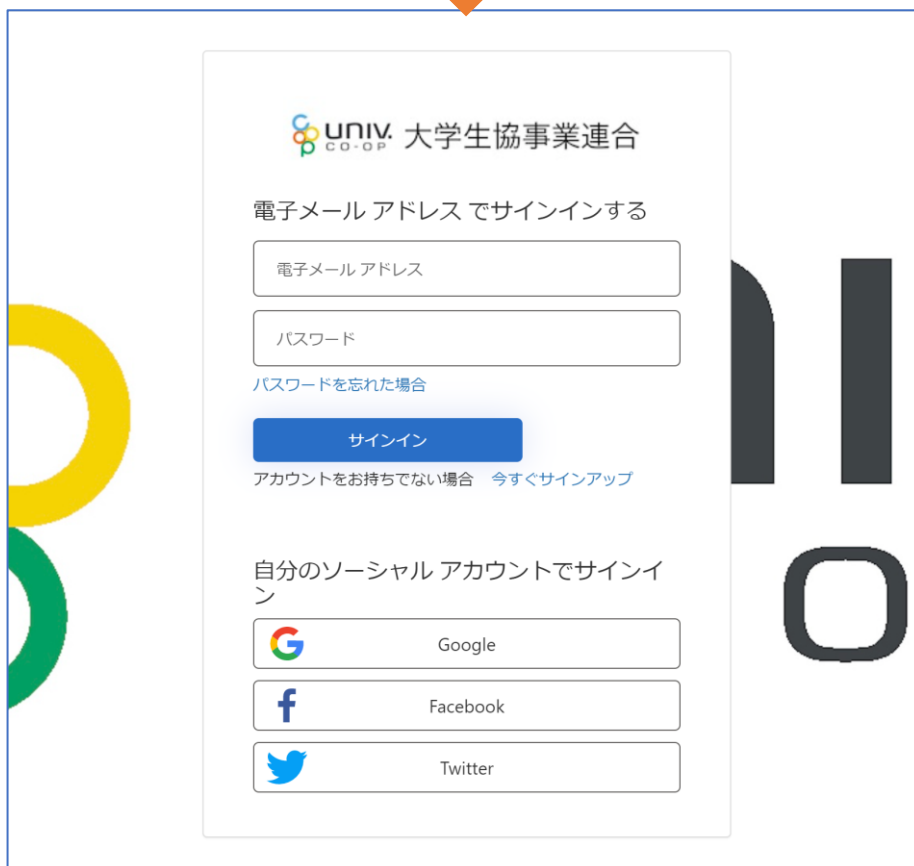 UNIV. CO-OP 大学生協事業連合
電子メール アドレス でサインインする
電子メール アドレス
パスワード
パスワードを忘れた場合
サインイン
アカウントをお持ちでない場合 今すぐサインアップ
自分のソーシャル アカウントでサインイ
ン
Google
Facebook
Twitter